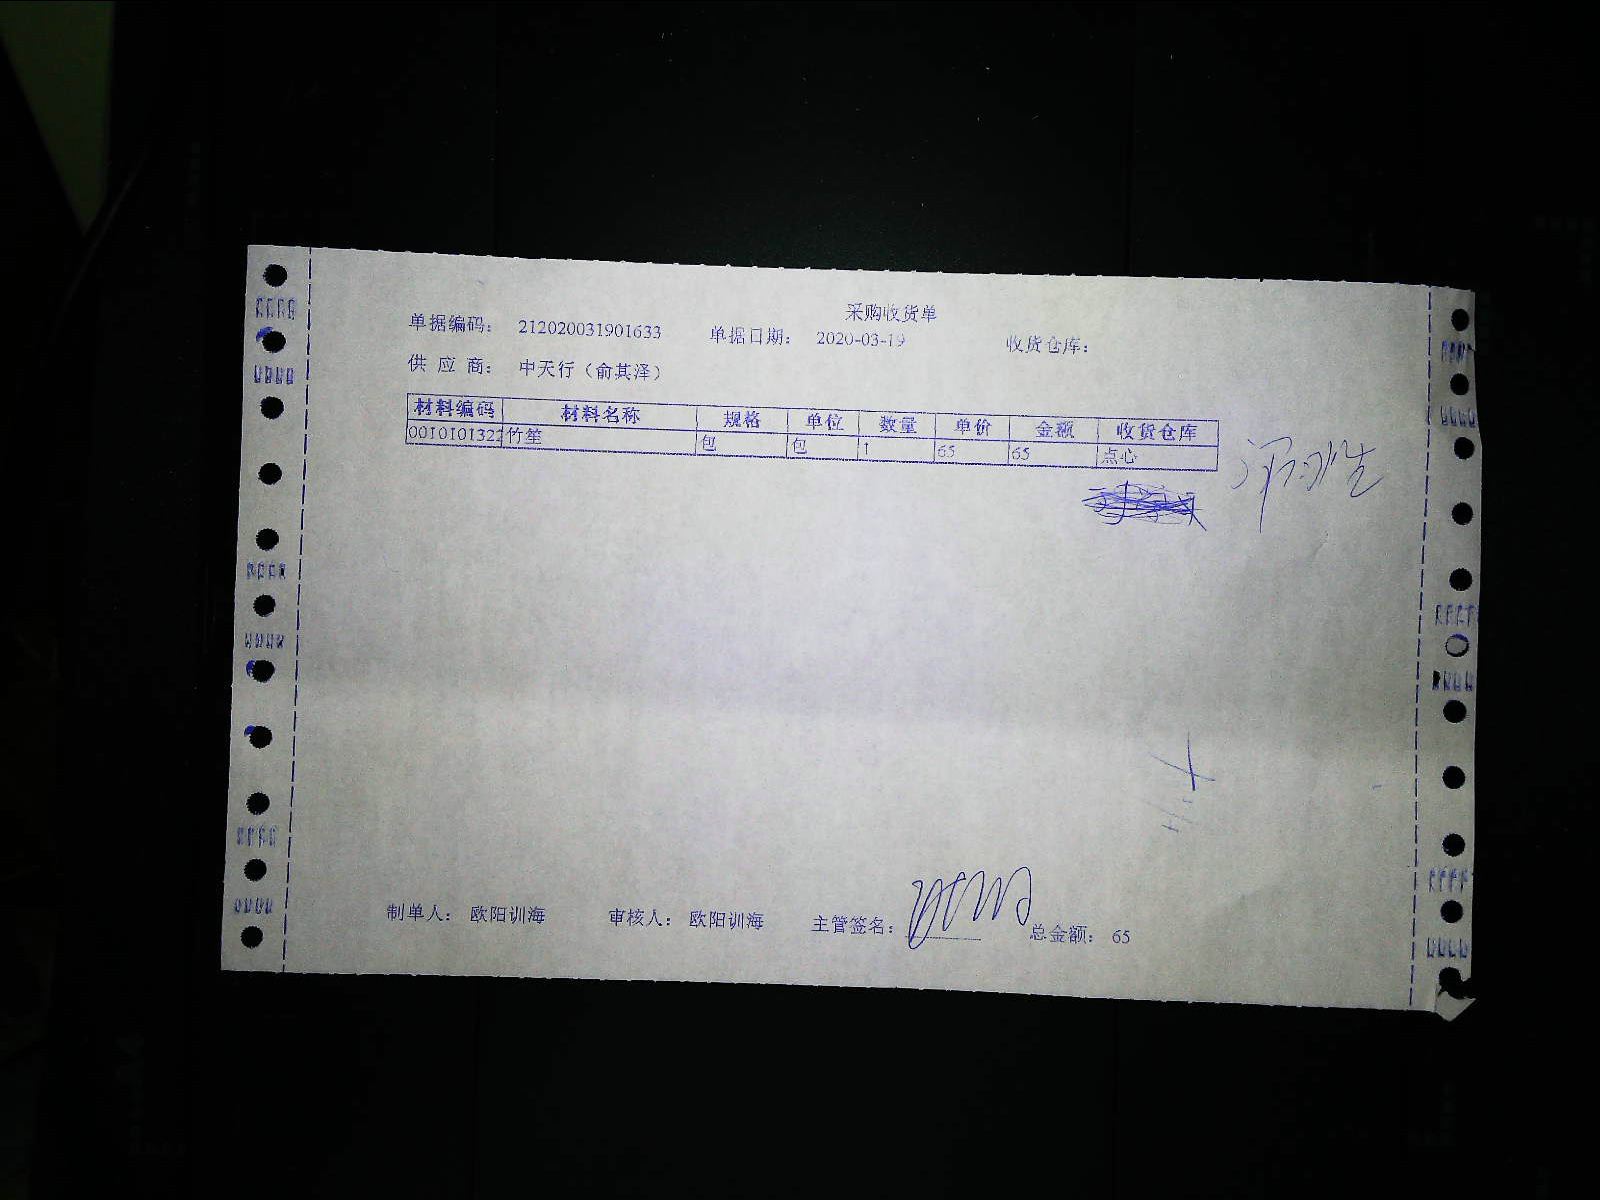 采购收货单
单据编码： 212020031901633 单据日期： 2020-03-19 收货仓库：
供 应 商： 中天行（俞其泽）
材料编码 材料名称 规格 单位 数量 单价 金额 收货仓库
0010101322 竹笙 包 包 1 65 65 点心
制单人： 欧阳训海 审核人： 欧阳训海 主管签名： 总金额： 65